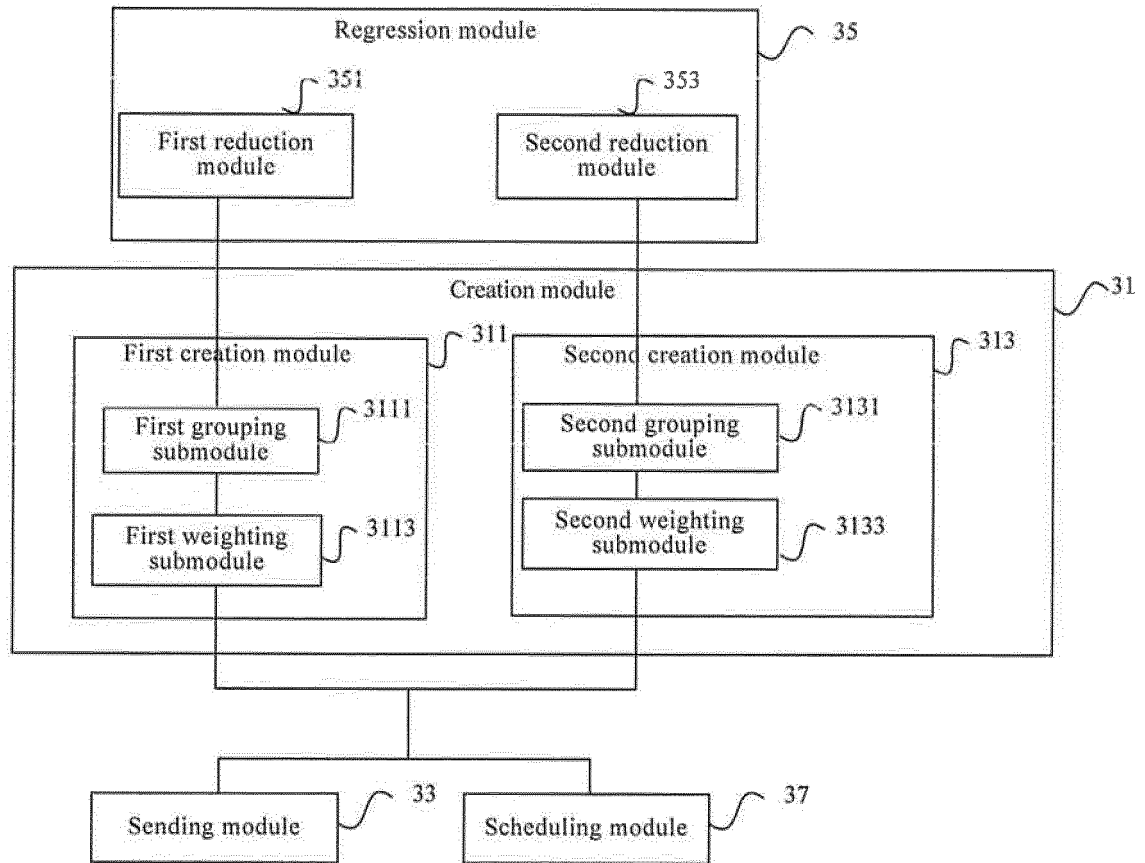 Regression module
35
351
353
First reduction
module
Second reduction
module
Creation module
31
First creation module
311
Second creation module
313
First grouping
submodule
3111
Second grouping
submodule
3131
First weighting
submodule
3113
Second weighting
submodule
3133
Sending module
33
Scheduling module
37